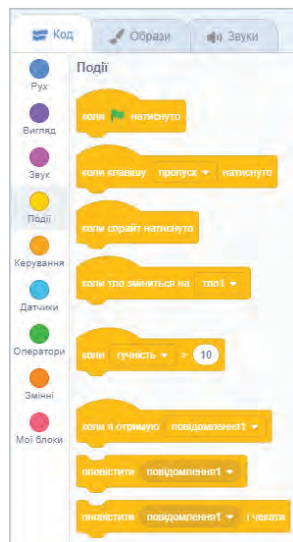 Код Образи Звуки
Рух
Вигляд
Звук
Події
Керування
Датчики
Оператори
Змінні
Мої блоки
Події
коли натиснуто
коли клавішу пропуск натиснуто
коли спрайт натиснуто
коли тло зміниться на тло1
коли гучність > 10
коли я отримую повідомлення1
оповістити повідомлення1
оповістити повідомлення1 і чекати